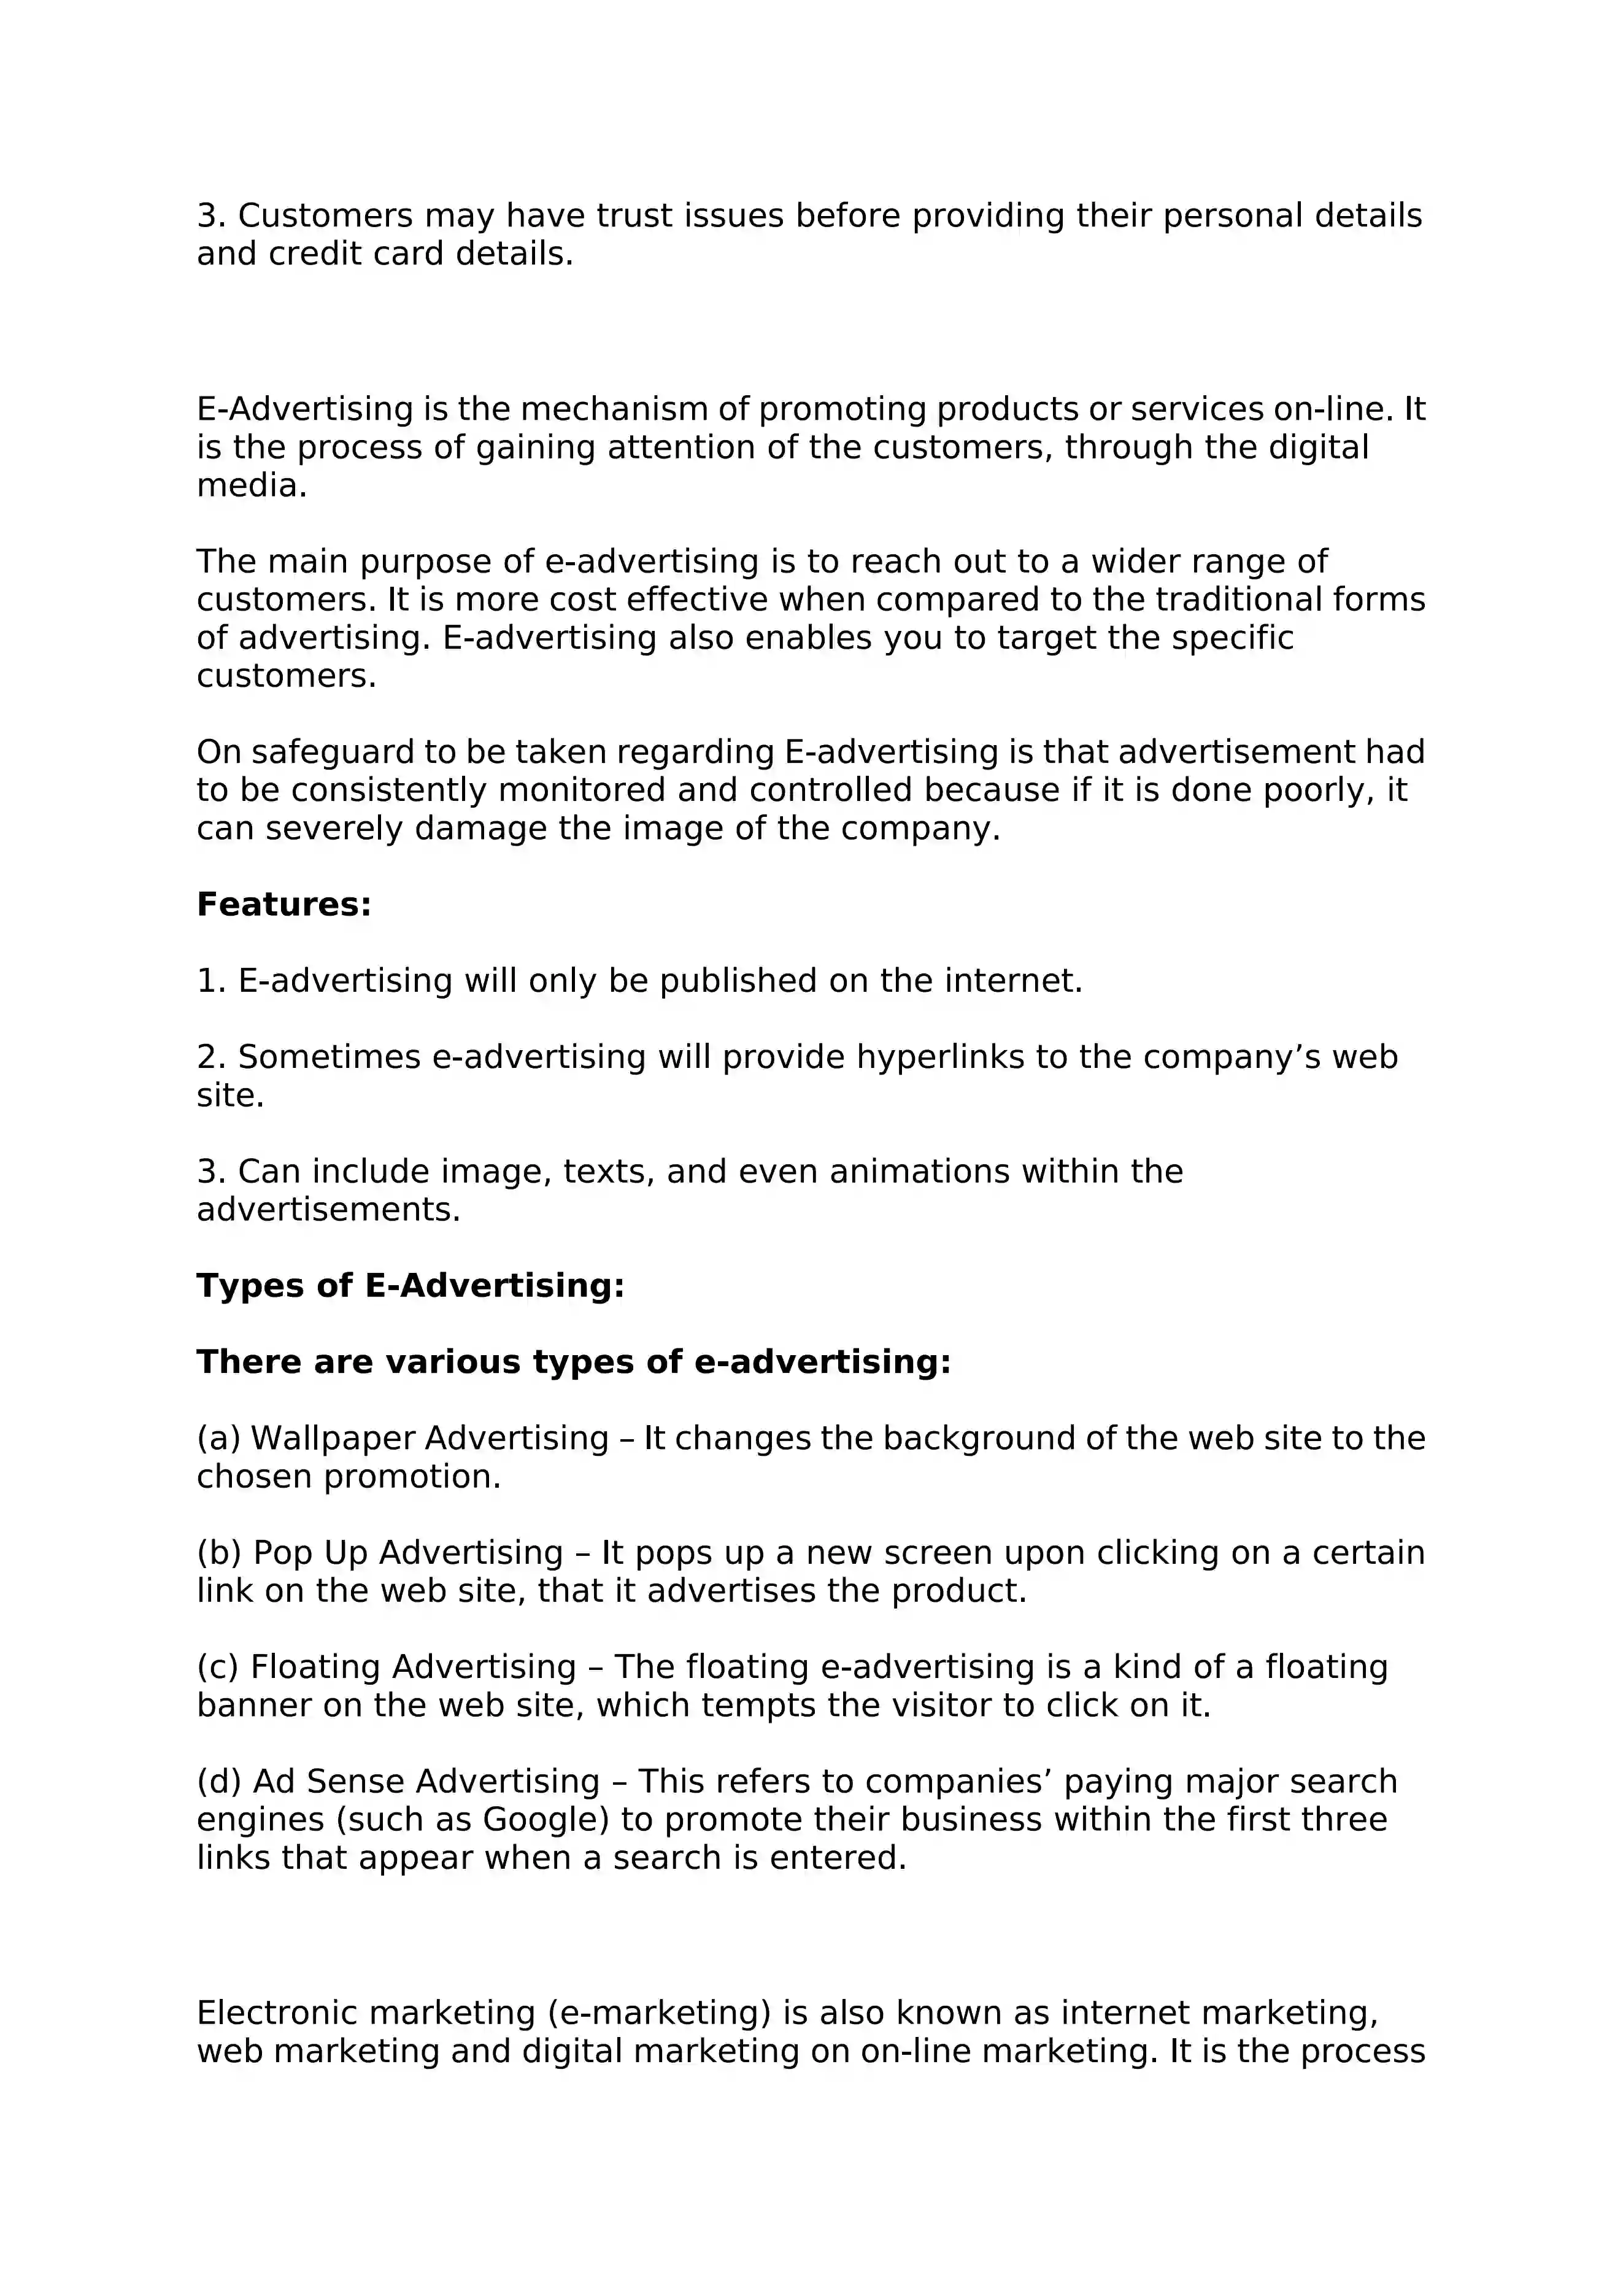 3. Customers may have trust issues before providing their personal details
and credit card details.
E-Advertising is the mechanism of promoting products or services on-line. It
is the process of gaining attention of the customers, through the digital
media.
The main purpose of e-advertising is to reach out to a wider range of
customers. It is more cost effective when compared to the traditional forms
of advertising. E-advertising also enables you to target the specific
customers.
On safeguard to be taken regarding E-advertising is that advertisement had
to be consistently monitored and controlled because if it is done poorly, it
can severely damage the image of the company.
Features:
1. E-advertising will only be published on the internet.
2. Sometimes e-advertising will provide hyperlinks to the company’s web
site.
3. Can include image, texts, and even animations within the
advertisements.
Types of E-Advertising:
There are various types of e-advertising:
(a) Wallpaper Advertising – It changes the background of the web site to the
chosen promotion.
(b) Pop Up Advertising – It pops up a new screen upon clicking on a certain
link on the web site, that it advertises the product.
(c) Floating Advertising – The floating e-advertising is a kind of a floating
banner on the web site, which tempts the visitor to click on it.
(d) Ad Sense Advertising – This refers to companies’ paying major search
engines (such as Google) to promote their business within the first three
links that appear when a search is entered.
Electronic marketing (e-marketing) is also known as internet marketing,
web marketing and digital marketing on on-line marketing. It is the process